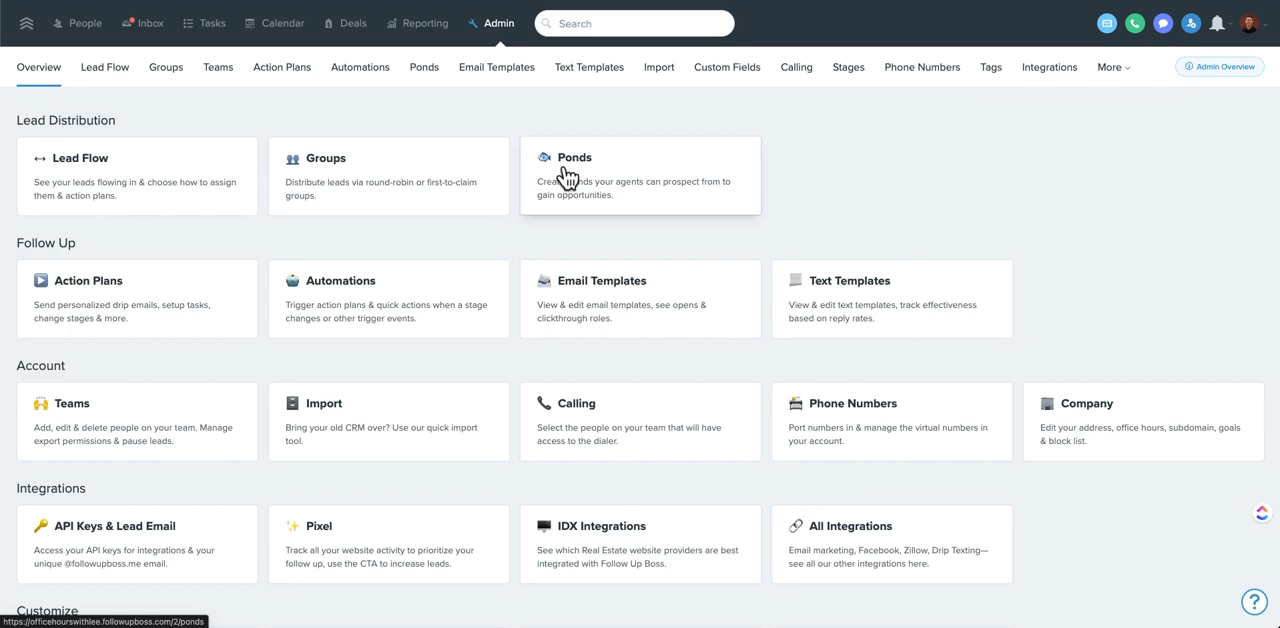 People Inbox Tasks Calendar Deals Reporting Admin Search
Overview Lead Flow Groups Teams Action Plans Automations Ponds Email Templates Text Templates Import Custom Fields Calling Stages Phone Numbers Tags Integrations More Admin Overview
Lead Distribution
Lead Flow
See your leads flowing in & choose how to assign
them & action plans.
Groups
Distribute leads via round-robin or first-to-claim
groups.
Ponds
your agents can prospect from to
gain opportunities.
Follow Up
Action Plans
Send personalized drip emails, setup tasks,
change stages & more.
Automations
Trigger action plans & quick actions when a stage
changes or other trigger events.
Email Templates
View & edit email templates, see opens &
clickthrough roles.
Text Templates
View & edit text templates, track effectiveness
based on reply rates.
Account
Teams
Add, edit & delete people on your team. Manage
export permissions & pause leads.
Import
Bring your old CRM over? Use our quick import
tool.
Calling
Select the people on your team that will have
access to the dialer.
Phone Numbers
Port numbers in & manage the virtual numbers in
your account.
Company
Edit your address, office hours, subdomain, goals
& block list.
Integrations
API Keys & Lead Email
Access your API keys for integrations & your
unique @followupboss.me email.
Pixel
Track all your website activity to prioritize your
follow up, use the CTA to increase leads.
IDX Integrations
See which Real Estate website providers are best
integrated with Follow Up Boss.
All Integrations
Email marketing, Facebook, Zillow, Drip Texting—
see all our other integrations here.
Customize
https://officehourswithlee.followupboss.com/2/ponds
?